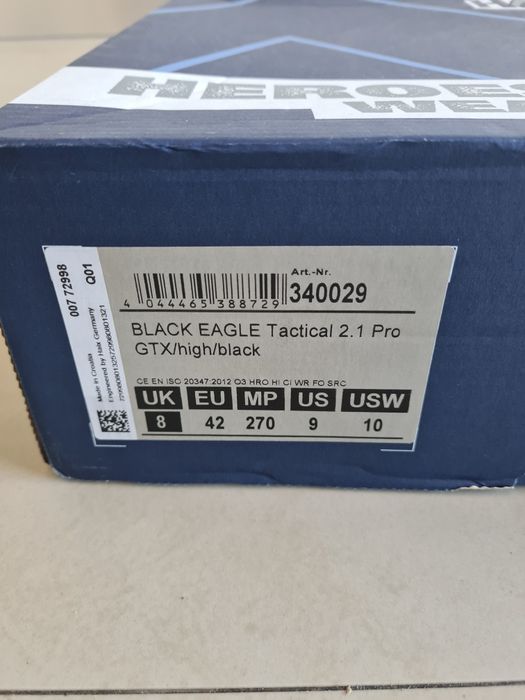 HEROES
WEA
007 72998
Q01
Made in Croatia
Engineered by Haix Germany
Art.-Nr.
340029
4 044465 388729
BLACK EAGLE Tactical 2.1 Pro
GTX/high/black
CE EN ISO 20347:2012 O3 HRO HI CI WR FO SRC
UK EU MP US USW
8 42 270 9 10